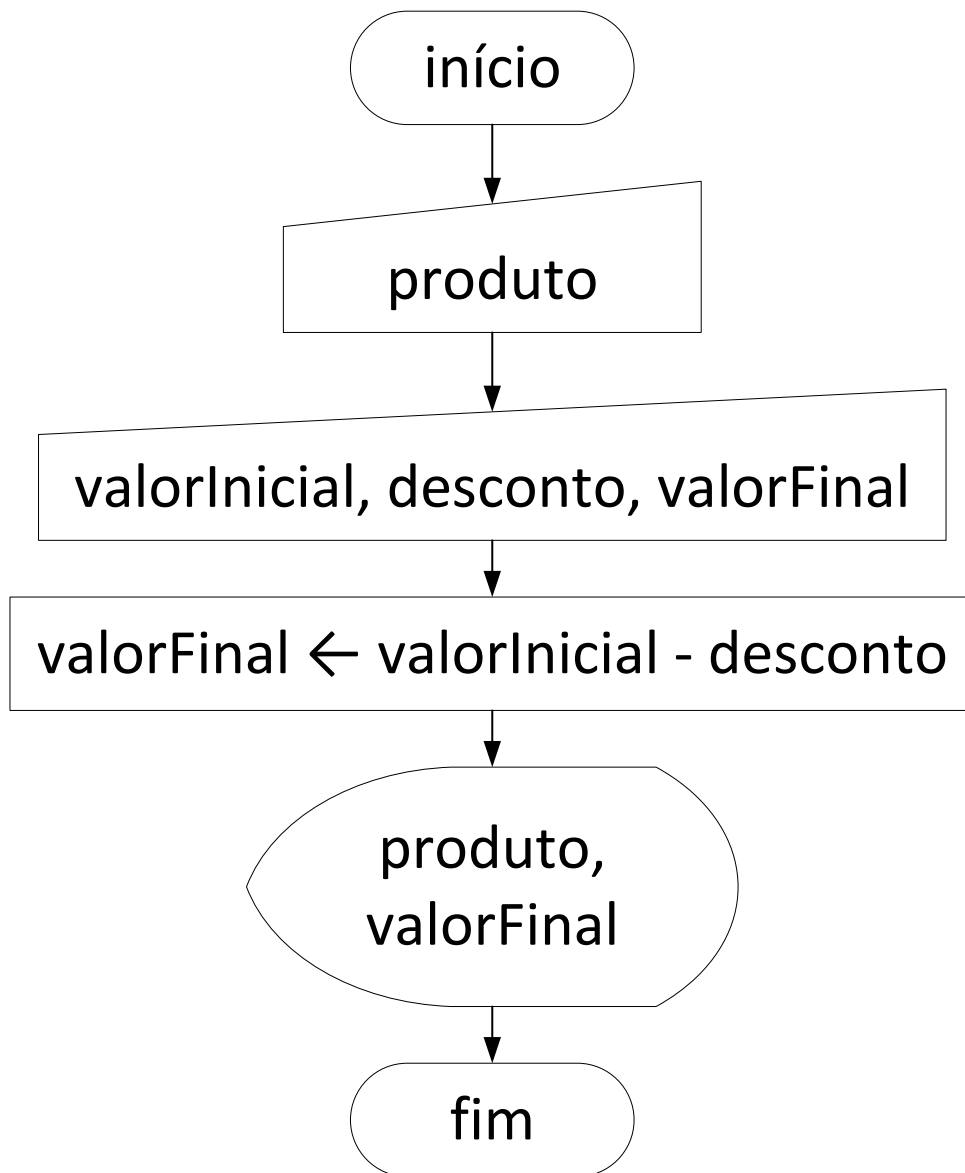 início
produto
valorInicial, desconto, valorFinal
valorFinal ← valorInicial - desconto
produto,
valorFinal
fim